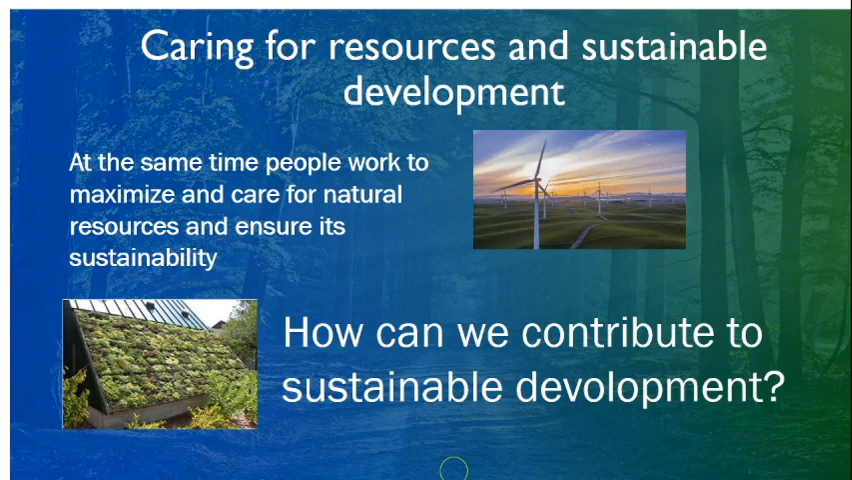 Caring for resources and sustainable
development
At the same time people work to
maximize and care for natural
resources and ensure its
sustainability
How can we contribute to
sustainable devolopment?